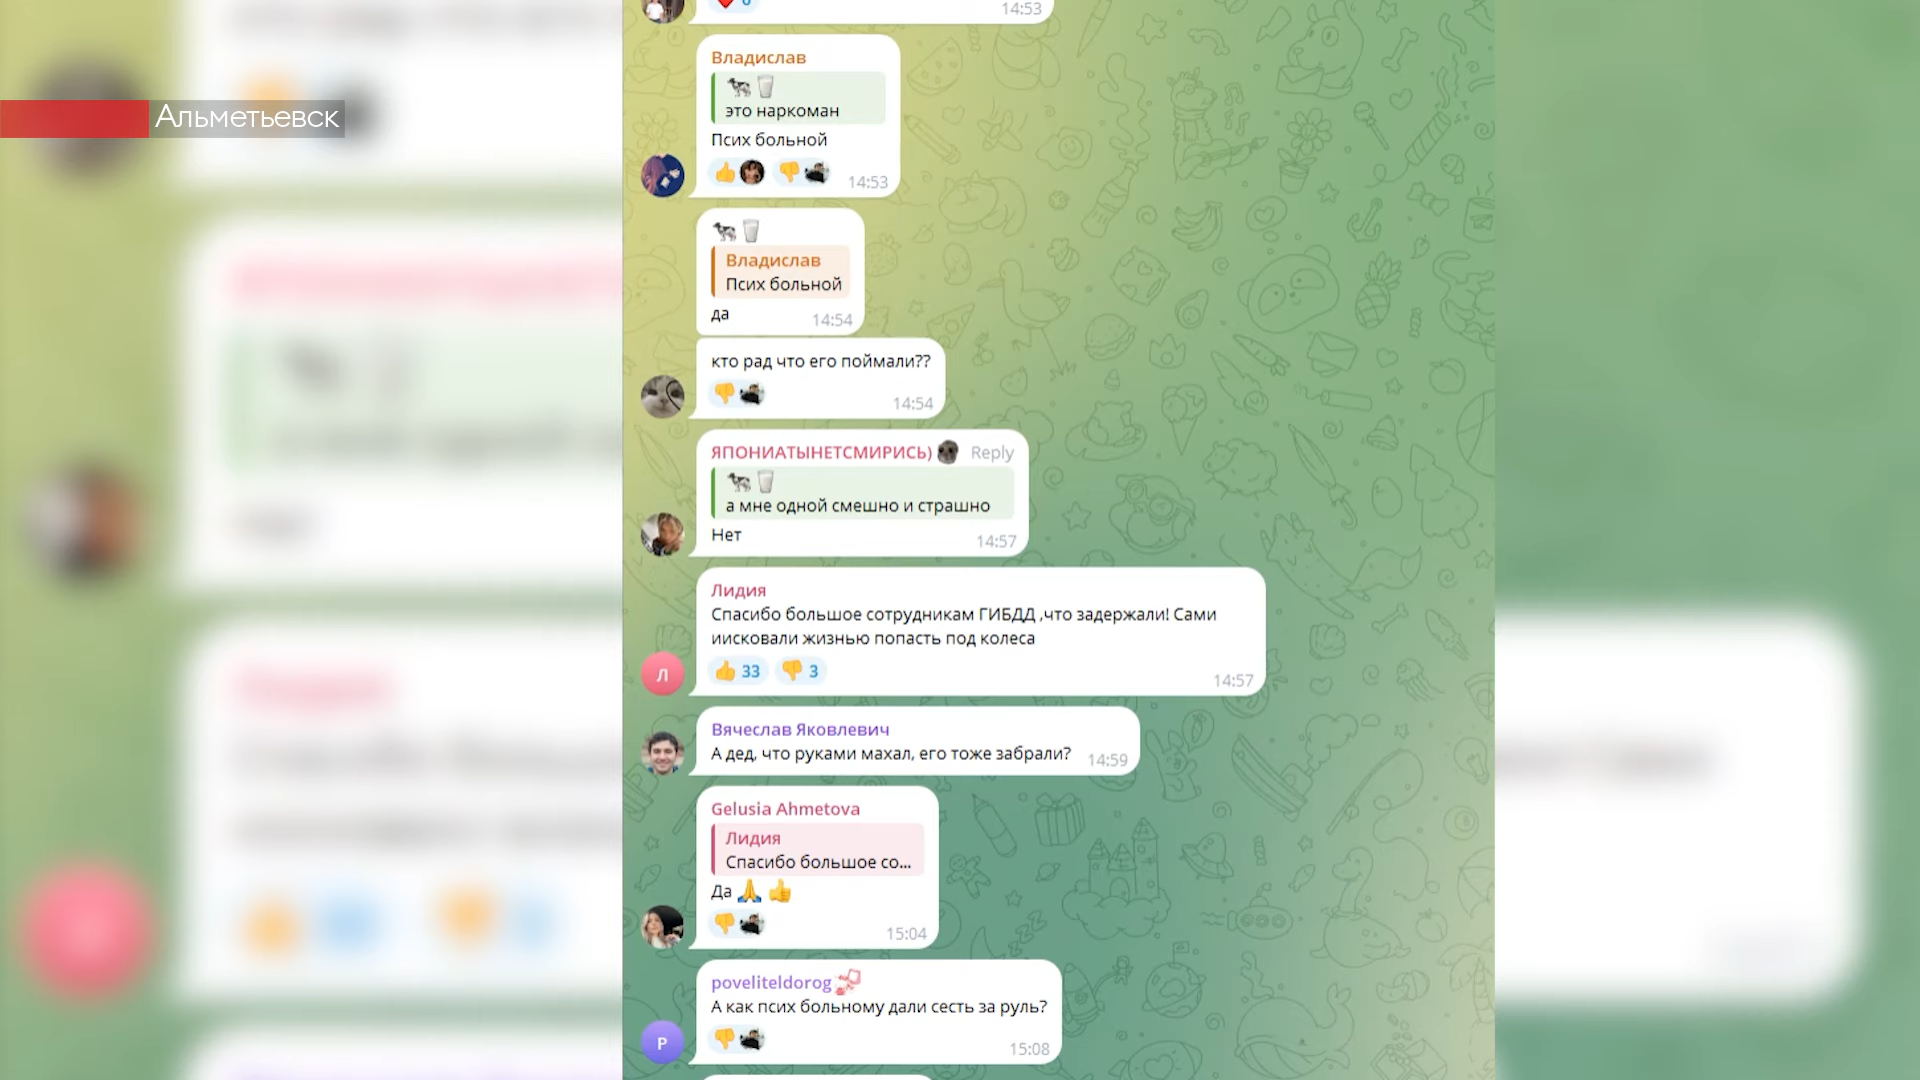 Альметьевск
6
14:53
Владислав
это наркоман
Псих больной
14:53
Владислав
Псих больной
да
14:54
кто рад что его поймали??
14:54
ЯПОНИАТЫНЕТСМИРИСЬ) Reply
а мне одной смешно и страшно
Нет
14:57
Лидия
Спасибо большое сотрудникам ГИБДД ,что задержали! Сами
иисковали жизнью попасть под колеса
33 3
Л
14:57
Вячеслав Яковлевич
А дед, что руками махал, его тоже забрали?
14:59
Gelusia Ahmetova
Лидия
Спасибо большое со...
Да
15:04
poveliteldorog
А как псих больному дали сесть за руль?
P
15:08